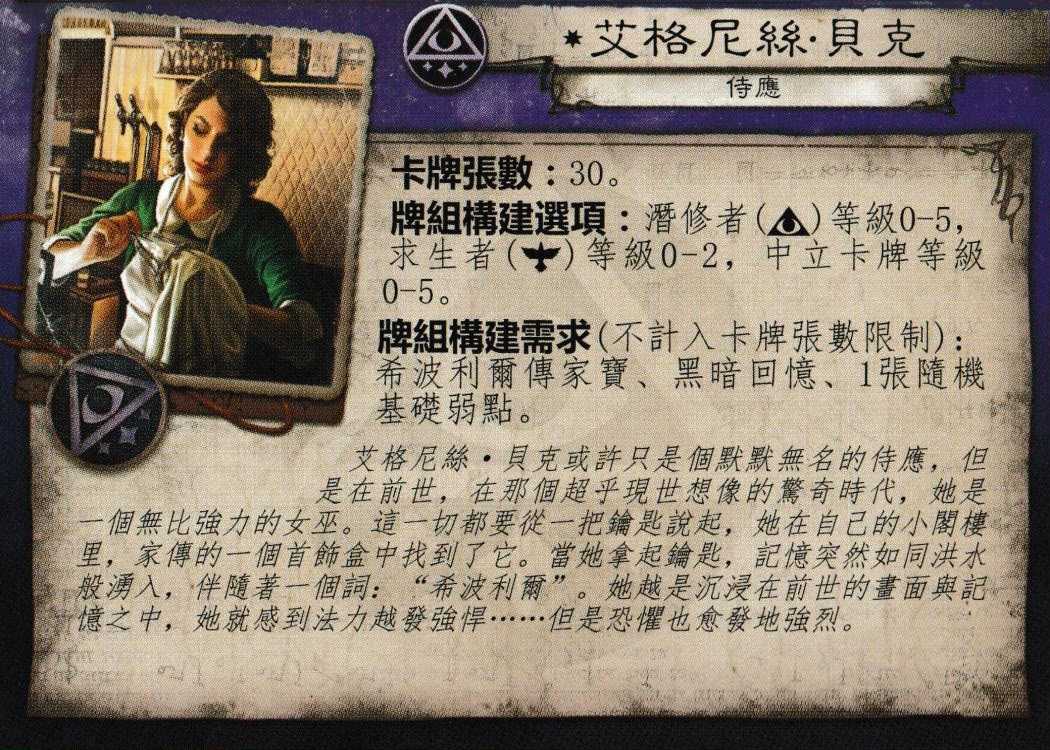 艾格尼絲·貝克
侍應
卡牌張數：30。
牌組構建選項：潛修者()等級0-5，
求生者()等級0-2，中立卡牌等級
0-5。
牌組構建需求(不計入卡牌張數限制)：
希波利爾傳家寶、黑暗回憶、1張隨機
基礎弱點。
艾格尼絲·貝克或許只是個默默無名的侍應，但
是在前世，在那個超乎現世想像的驚奇時代，她是
一個無比強力的女巫。這一切都要從一把鑰匙說起，她在自己的小閣樓
里，家傳的一個首飾盒中找到了它。當她拿起鑰匙，記憶突然如同洪水
般湧入，伴隨著一個詞：“希波利爾”。她越是沉浸在前世的畫面與記
憶之中，她就感到法力越發強悍……但是恐懼也愈發地強烈。